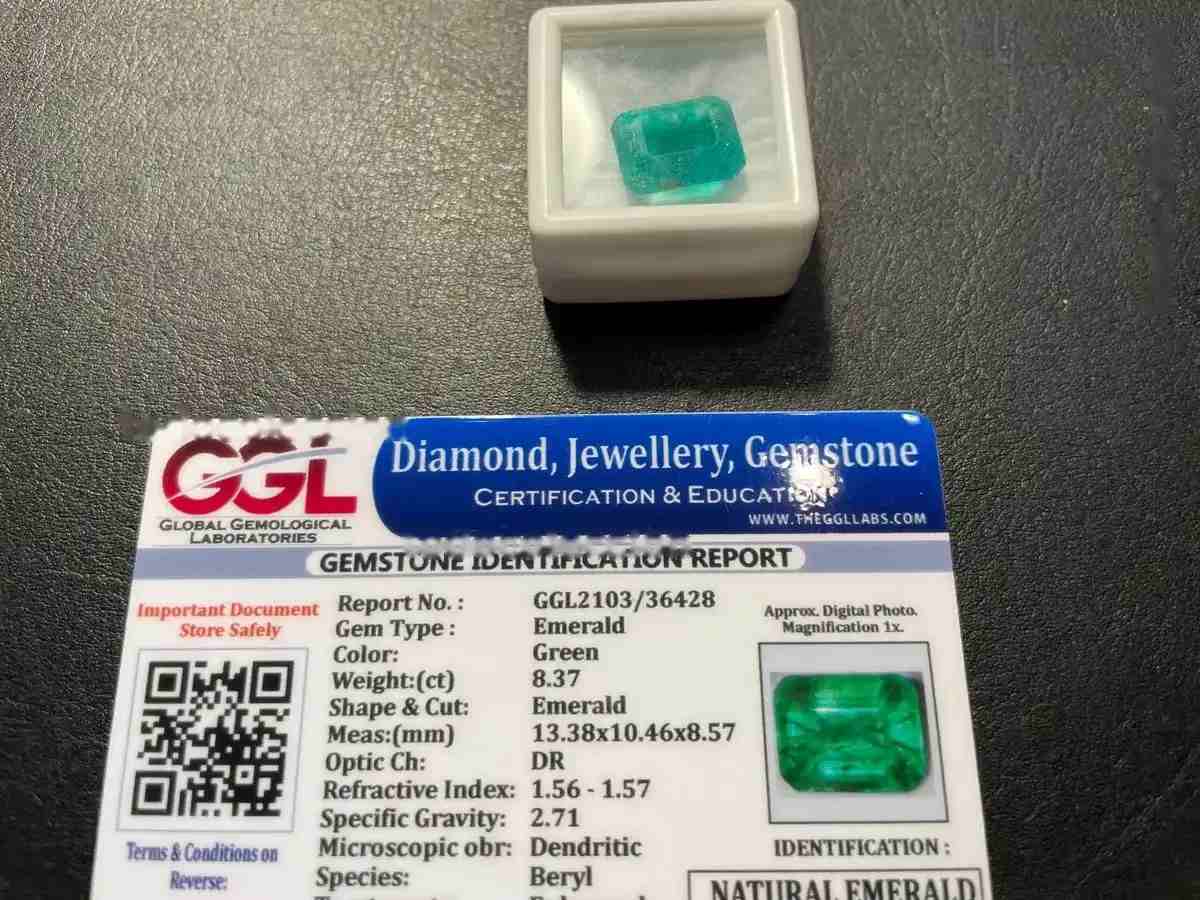 GGL
GLOBAL GEMOLOGICAL
LABORATORIES
Diamond, Jewellery, Gemstone
CERTIFICATION & EDUCATION
WWW.THEGGLLABS.COM
GEMSTONE IDENTIFICATION REPORT
Important Document
Store Safely
Terms & Conditions on
Reverse:
Report No. : GGL2103/36428
Gem Type : Emerald
Color: Green
Weight:(ct) 8.37
Shape & Cut: Emerald
Meas:(mm) 13.38x10.46x8.57
Optic Ch: DR
Refractive Index: 1.56 - 1.57
Specific Gravity: 2.71
Microscopic obr: Dendritic
Species: Beryl
Approx. Digital Photo.
Magnification 1x.
IDENTIFICATION :
NATURAL EMERALD